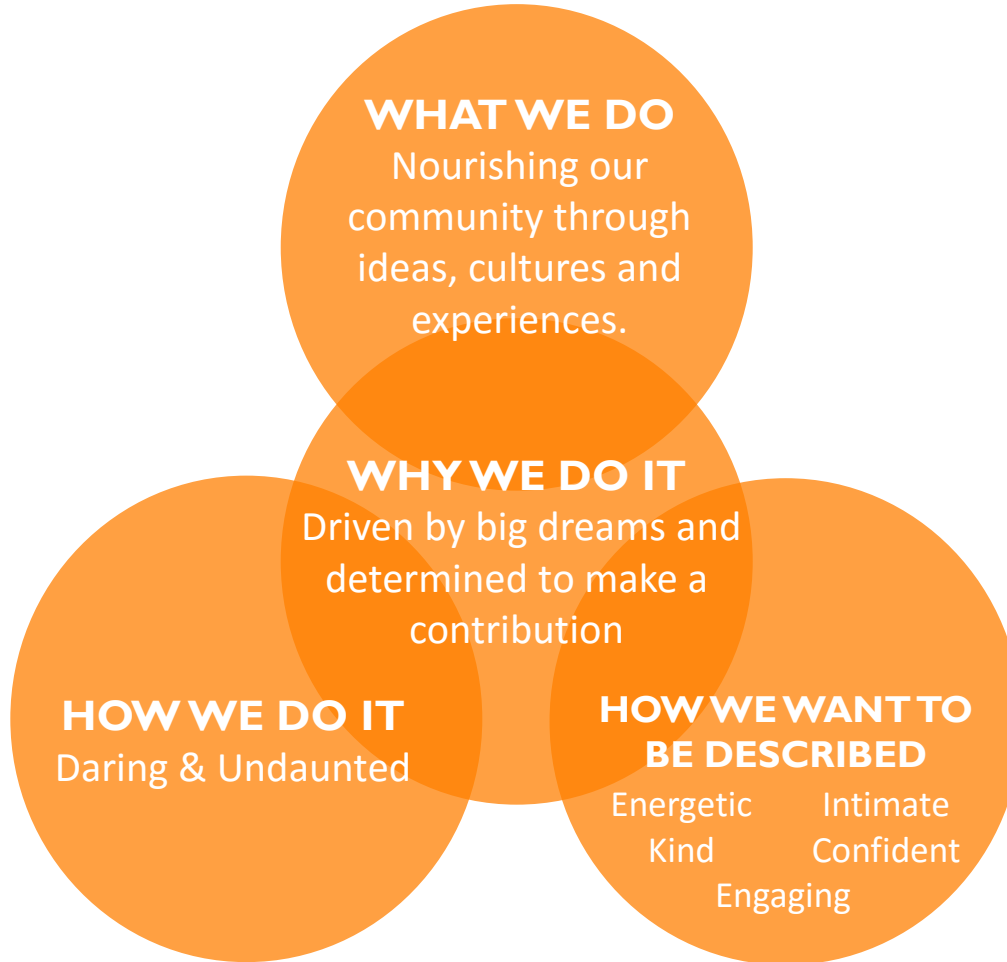 WHAT WE DO
Nourishing our
community through
ideas, cultures and
experiences.
WHY WE DO IT
Driven by big dreams and
determined to make a
contribution
HOW WE DO IT
Daring & Undaunted
HOW WE WANT TO
BE DESCRIBED
Energetic Intimate
Kind Confident
Engaging